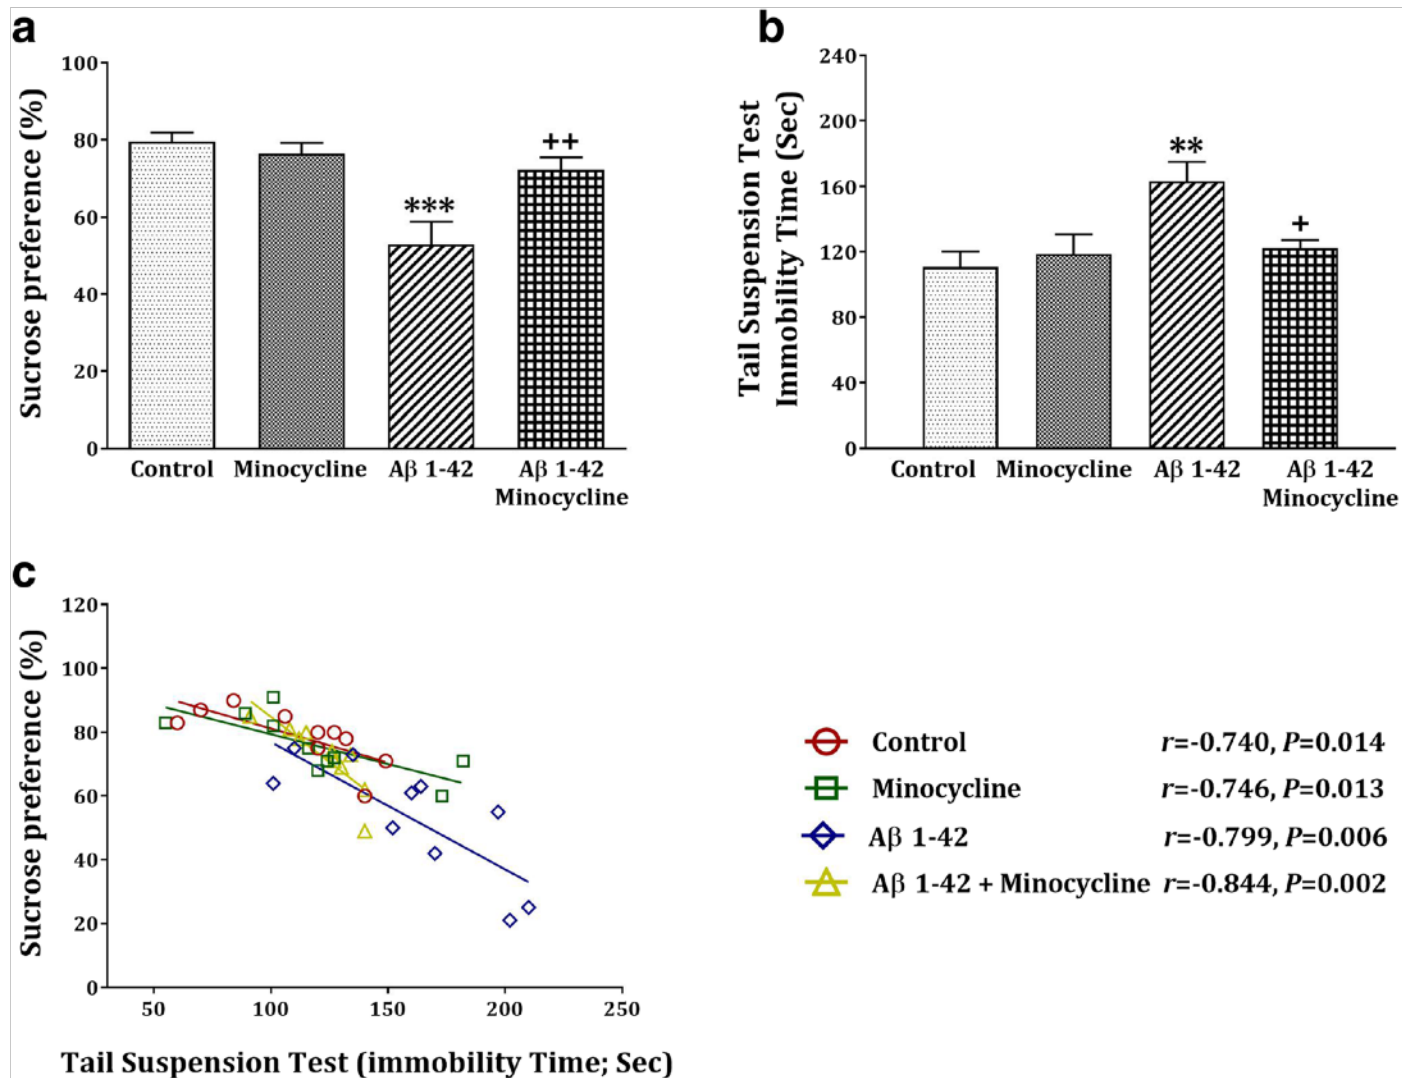 a
Sucrose preference (%)
100
80
60
40
20
0
***
++
Control
Minocycline
Aβ 1-42
Aβ 1-42
Minocycline
b
Tail Suspension Test
Immobility Time (Sec)
240
200
160
120
80
40
0
**
+
Control
Minocycline
Aβ 1-42
Aβ 1-42
Minocycline
c
Sucrose preference (%)
120
100
80
60
40
20
0
50
100
150
200
250
Tail Suspension Test (immobility Time; Sec)
Control r=-0.740, P=0.014
Minocycline r=-0.746, P=0.013
Aβ 1-42 r=-0.799, P=0.006
Aβ 1-42 + Minocycline r=-0.844, P=0.002